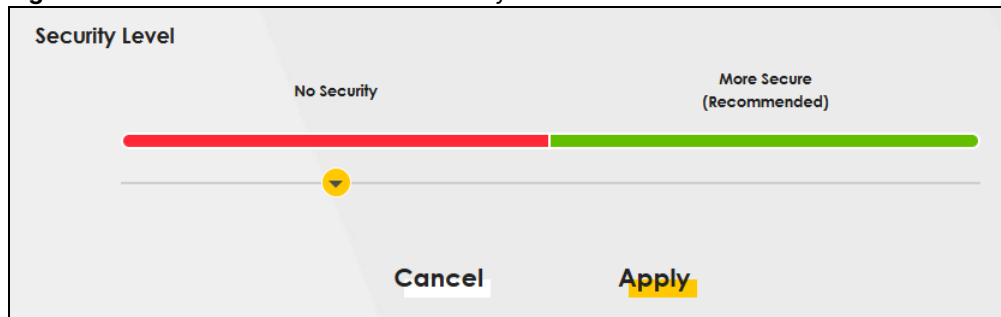 Security Level
No Security
More Secure
(Recommended)
Cancel
Apply